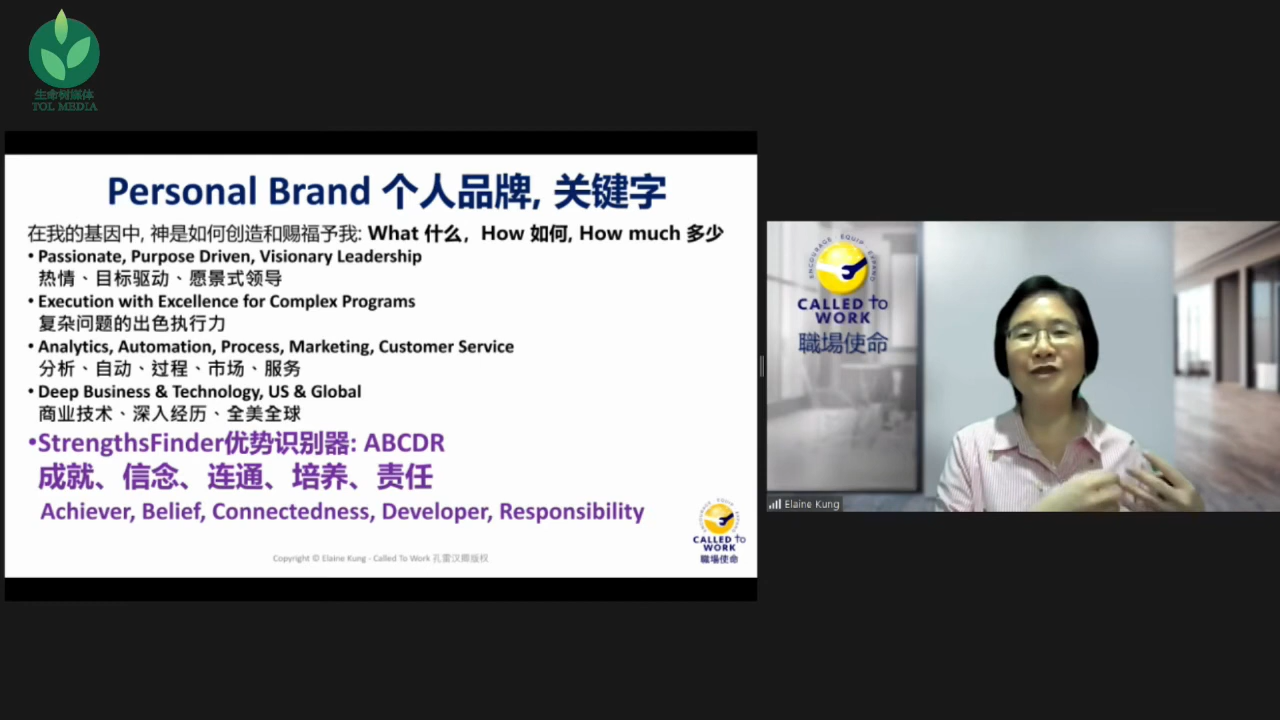 生命树媒体
TOL MEDIA
Personal Brand 个人品牌, 关键字
在我的基因中, 神是如何创造和赐福予我: What 什么, How 如何, How much 多少
• Passionate, Purpose Driven, Visionary Leadership
热情、目标驱动、愿景式领导
• Execution with Excellence for Complex Programs
复杂问题的出色执行力
• Analytics, Automation, Process, Marketing, Customer Service
分析、自动、过程、市场、服务
• Deep Business & Technology, US & Global
商业技术、深入经历、全美全球
•StrengthsFinder优势识别器: ABCDR
成就、信念、连通、培养、责任
Achiever, Belief, Connectedness, Developer, Responsibility
CALLED to
WORK
職場使命
Copyright © Elaine Kung - Called To Work 孔雷汉卿版权
ENCOURAGE · EQUIP · EXPAND
CALLED to
WORK
職場使命
Elaine Kung